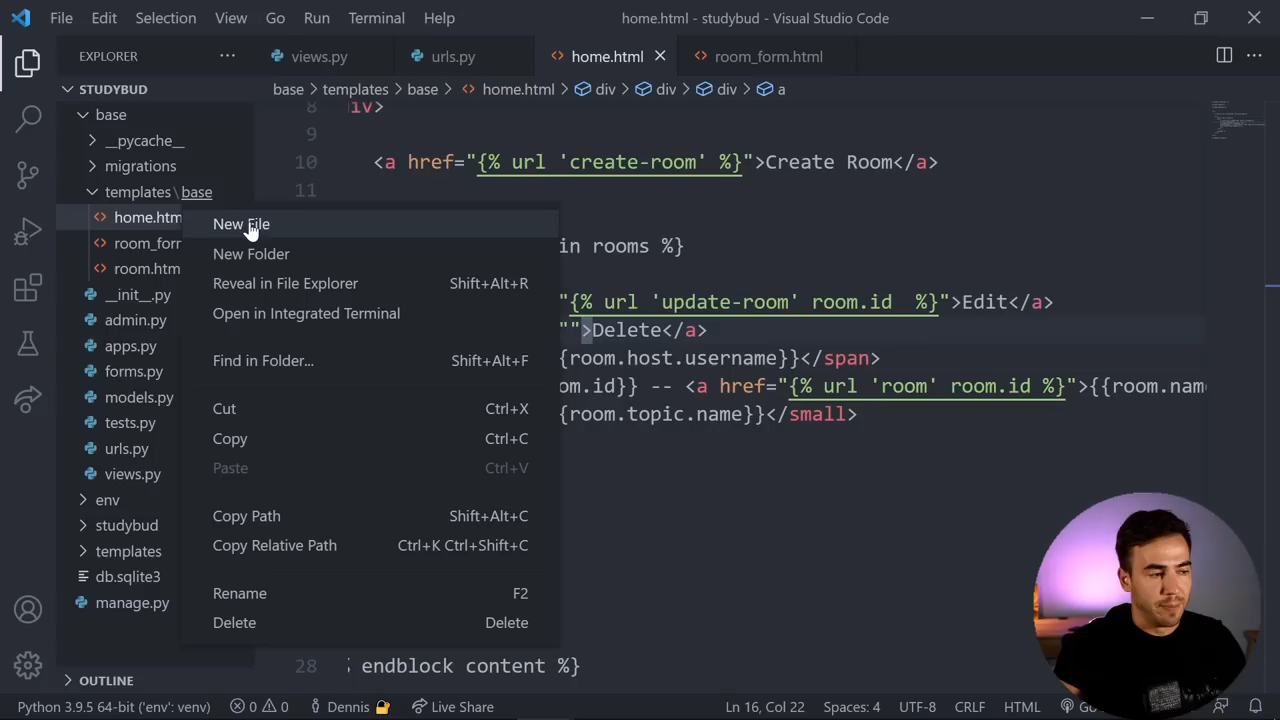 File Edit Selection View Go Run Terminal Help
home.html - studybud - Visual Studio Code
EXPLORER
views.py
urls.py
home.html
room_form.html
STUDYBUD
base > templates > base > home.html > div > div > div > a
base
__pycache__
migrations
templates\base
home.htm
room_forr
room.htm
__init__.py
admin.py
apps.py
forms.py
models.py
tests.py
urls.py
views.py
env
studybud
templates
db.sqlite3
manage.py
OUTLINE
New File
New Folder
Reveal in File Explorer Shift+Alt+R
Open in Integrated Terminal
Find in Folder... Shift+Alt+F
Cut Ctrl+X
Copy Ctrl+C
Paste Ctrl+V
Copy Path Shift+Alt+C
Copy Relative Path Ctrl+K Ctrl+Shift+C
Rename F2
Delete Delete
8 iv>
9
10 <a href="{% url 'create-room' %}">Create Room</a>
11
in rooms %}
"{% url 'update-room' room.id  %}">Edit</a>
"">Delete</a>
{room.host.username}}</span>
om.id}} -- <a href="{% url 'room' room.id %}">{{room.name
{room.topic.name}}</small>
28 endblock content %}
Python 3.9.5 64-bit ('env': venv) 0 0 Dennis Live Share
Ln 16, Col 22 Spaces: 4 UTF-8 CRLF HTML